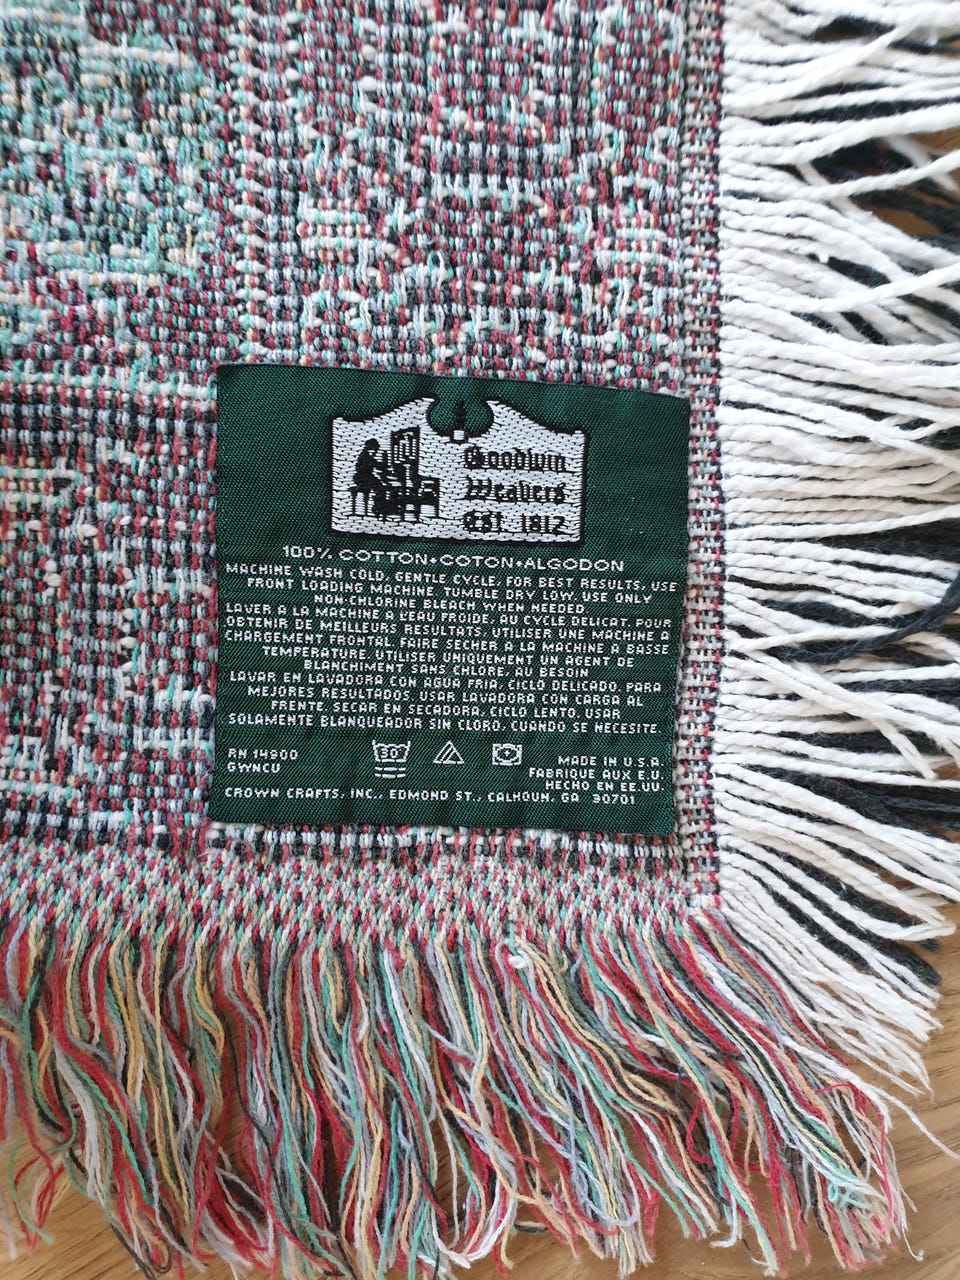 Goodwin
Weavers
Est. 1812
100% COTTON•COTON•ALGODON
MACHINE WASH COLD, GENTLE CYCLE, FOR BEST RESULTS, USE
FRONT LOADING MACHINE, TUMBLE DRY LOW, USE ONLY
NON-CHLORINE BLEACH WHEN NEEDED.
LAVER A LA MACHINE A L'EAU FROIDE, AU CYCLE DELICAT, POUR
OBTENIR DE MEILLEURS RESULTATS, UTILISER UNE MACHINE A
CHARGEMENT FRONTAL, FAIRE SECHER A LA MACHINE A BASSE
TEMPERATURE, UTILISER UNIQUEMENT UN AGENT DE
BLANCHIMENT SANS CHLORE, AU BESOIN
LAVAR EN LAVADORA CON AGUA FRIA, CICLO DELICADO, PARA
MEJORES RESULTADOS, USAR LAVADORA CON CARGA AL
FRENTE, SECAR EN SECADORA, CICLO LENTO, USAR
SOLAMENTE BLANQUEADOR SIN CLORO, CUANDO SE NECESITE.
RN 14900
GWNCU
30°
MADE IN U.S.A.
FABRIQUE AUX E.U.
HECHO EN EE.UU.
CROWN CRAFTS, INC., EDMOND ST., CALHOUN, GA 30701